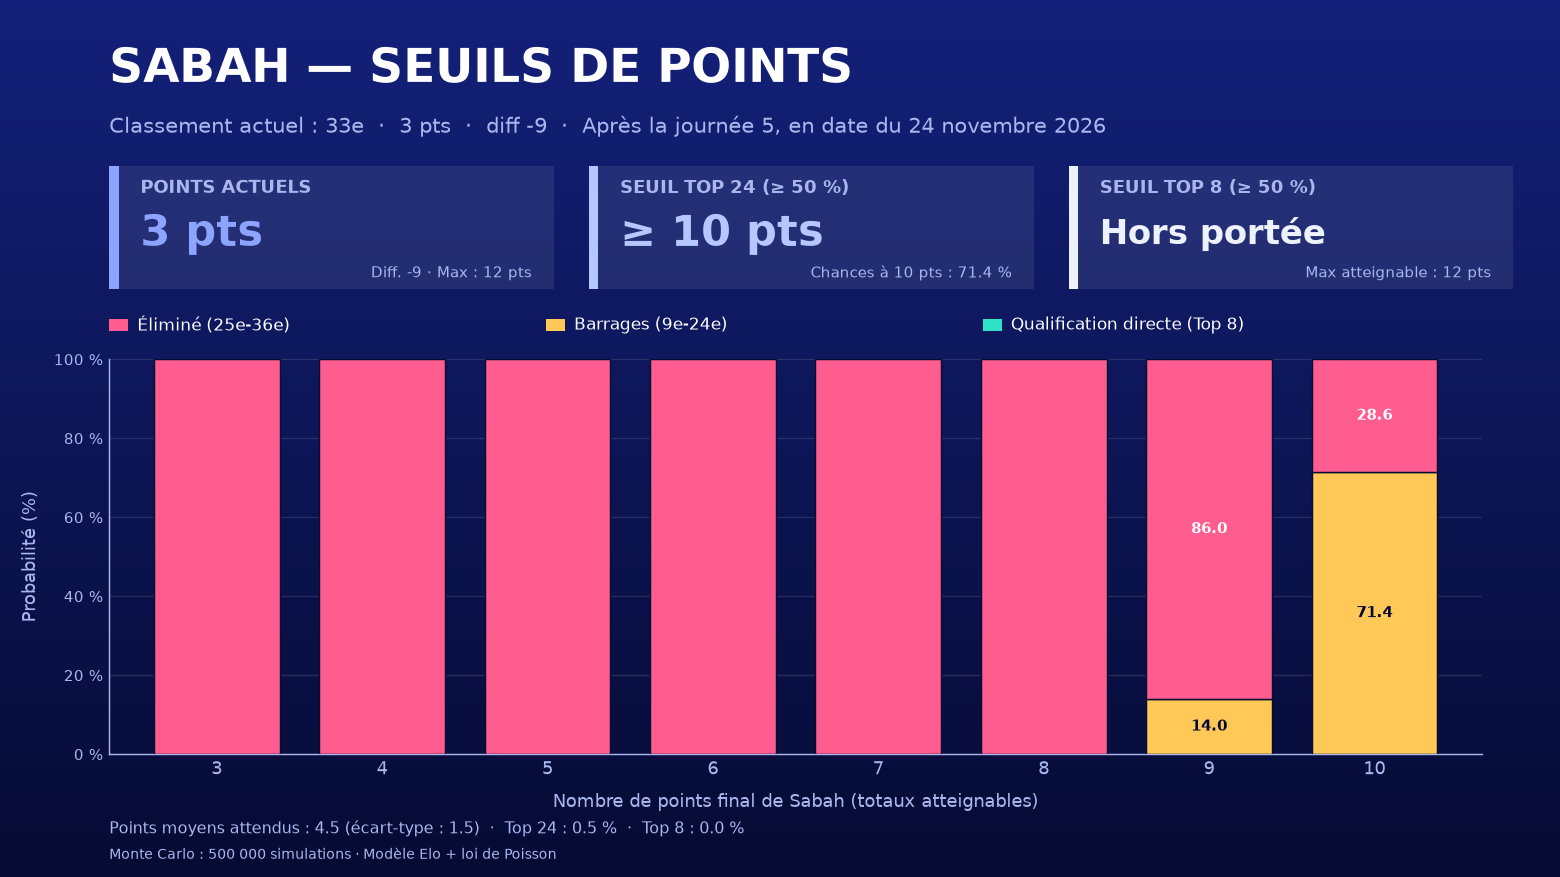 SABAH — SEUILS DE POINTS
Classement actuel : 33e · 3 pts · diff -9 · Après la journée 5, en date du 24 novembre 2026
POINTS ACTUELS
3 pts
Diff. -9 · Max : 12 pts
SEUIL TOP 24 (≥ 50 %)
≥ 10 pts
Chances à 10 pts : 71.4 %
SEUIL TOP 8 (≥ 50 %)
Hors portée
Max atteignable : 12 pts
Éliminé (25e-36e)
Barrages (9e-24e)
Qualification directe (Top 8)
Probabilité (%)
100 %
80 %
60 %
40 %
20 %
0 %
86.0
14.0
28.6
71.4
3 4 5 6 7 8 9 10
Nombre de points final de Sabah (totaux atteignables)
Points moyens attendus : 4.5 (écart-type : 1.5) · Top 24 : 0.5 % · Top 8 : 0.0 %
Monte Carlo : 500 000 simulations · Modèle Elo + loi de Poisson